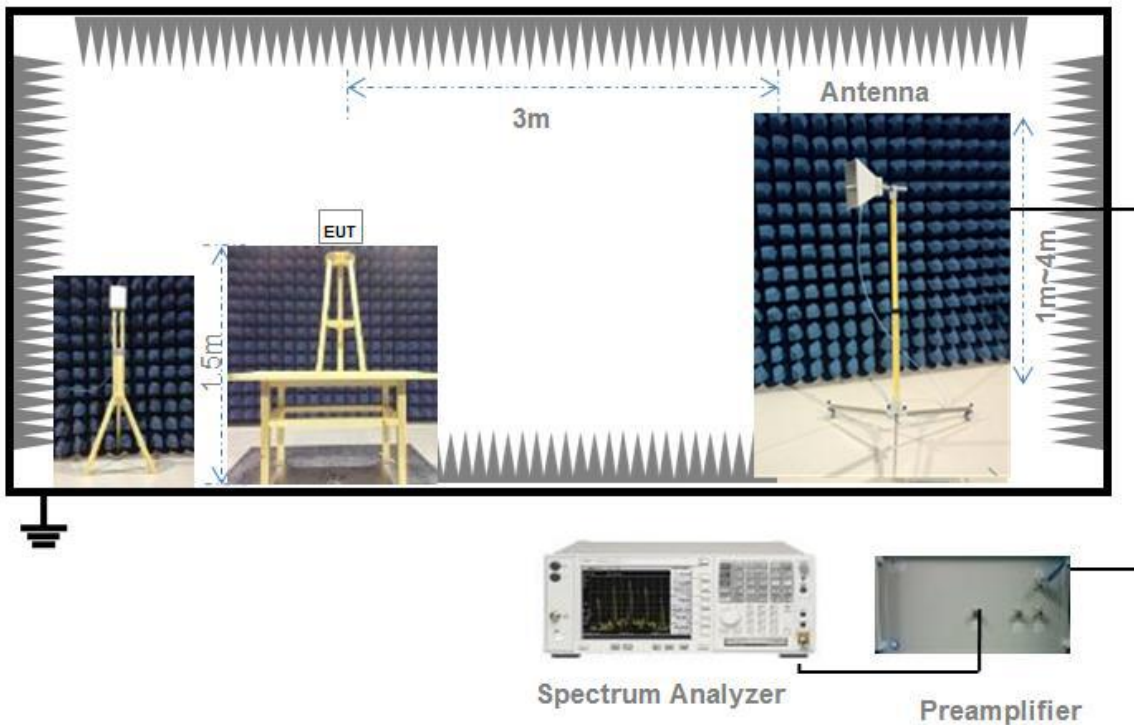 Antenna
3m
EUT
1.5m
1m~4m
Spectrum Analyzer
Preamplifier